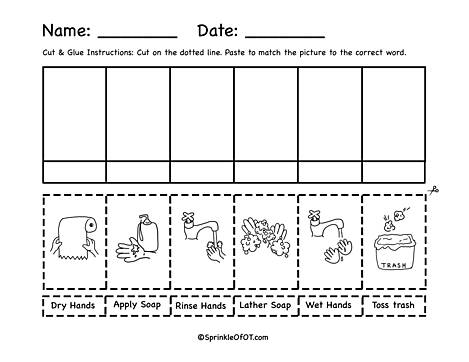 Name: ________ Date: ________
Cut & Glue Instructions: Cut on the dotted line. Paste to match the picture to the correct word.
TRASH
Dry Hands Apply Soap Rinse Hands Lather Soap Wet Hands Toss trash
©SprinkleOfOT.com